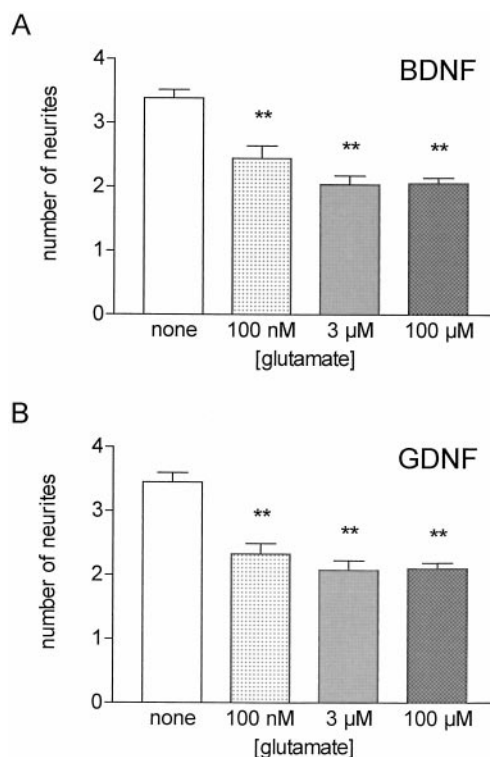 A
BDNF
4
3
2
1
0
number of neurites
** ** **
none 100 nM 3 µM 100 µM
[glutamate]
B
GDNF
4
3
2
1
0
number of neurites
** ** **
none 100 nM 3 µM 100 µM
[glutamate]